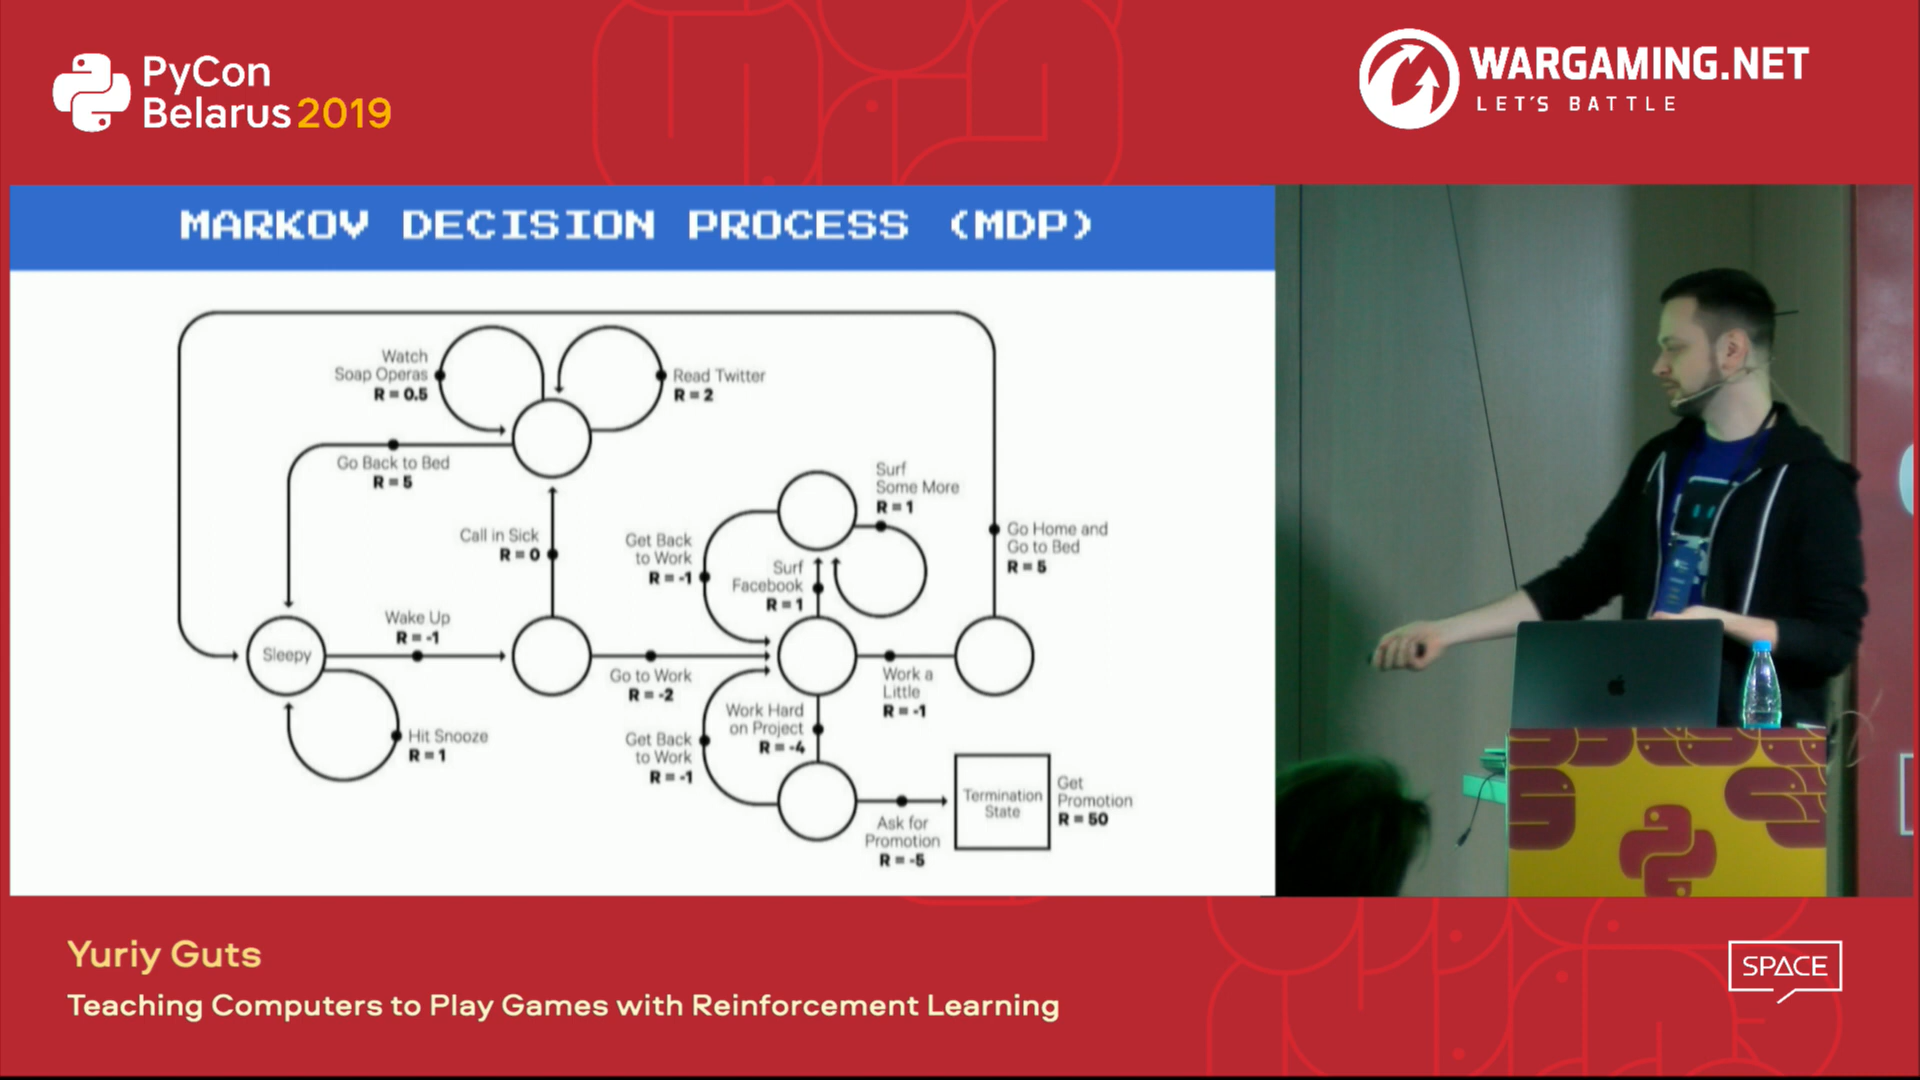 PyCon
Belarus 2019
WARGAMING.NET
LET'S BATTLE
MARKOV DECISION PROCESS (MDP)
Watch
Soap Operas
R = 0.5
Read Twitter
R = 2
Go Back to Bed
R = 5
Call in Sick
R = 0
Surf
Some More
R = 1
Get Back
to Work
R = -1
Surf
Facebook
R = 1
Go Home and
Go to Bed
R = 5
Wake Up
R = -1
Sleepy
Go to Work
R = -2
Work a
Little
R = -1
Hit Snooze
R = 1
Work Hard
on Project
R = -4
Get Back
to Work
R = -1
Ask for
Promotion
R = -5
Termination
State
Get
Promotion
R = 50
Yuriy Guts
Teaching Computers to Play Games with Reinforcement Learning
SPACE